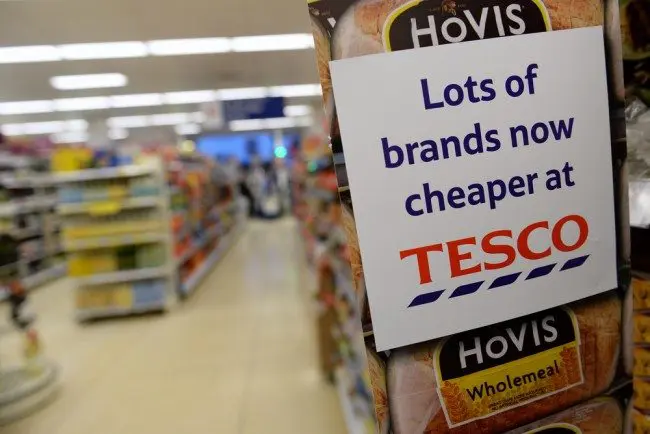 HOVIS
Lots of
brands now
cheaper at
TESCO
HOVIS
Wholemeal